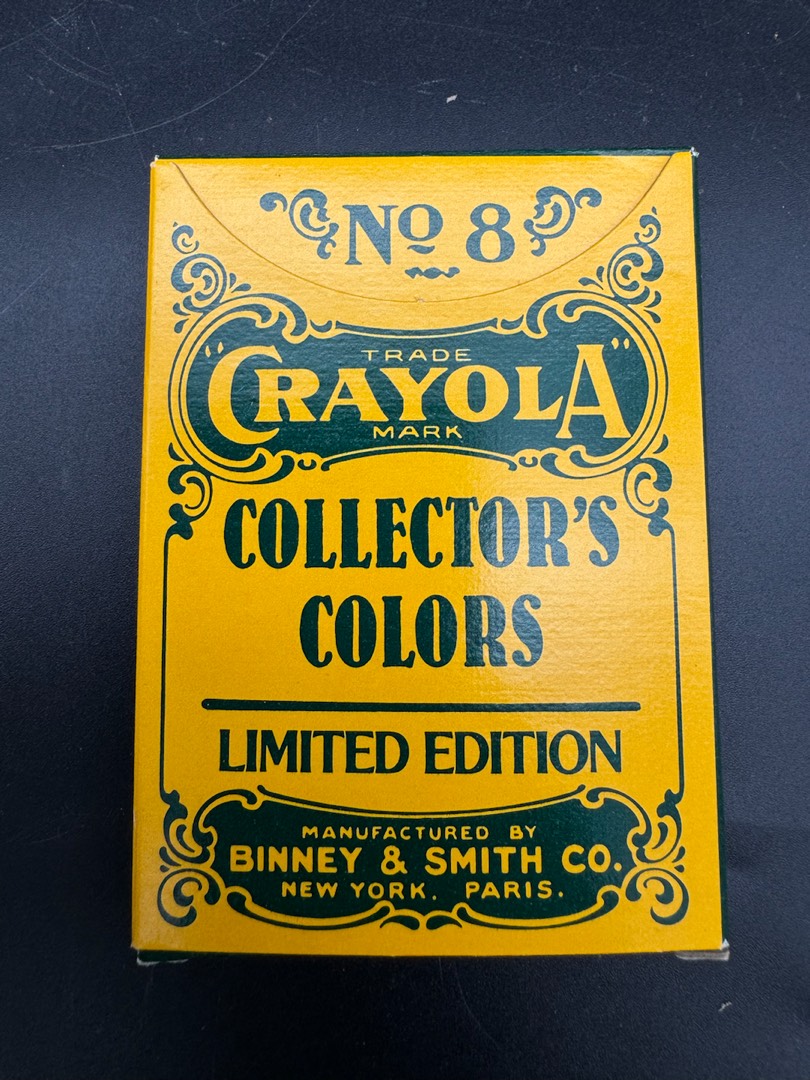 No 8
TRADE
"CRAYOLA"
MARK
COLLECTOR'S
COLORS
LIMITED EDITION
MANUFACTURED BY
BINNEY & SMITH CO.
NEW YORK. PARIS.